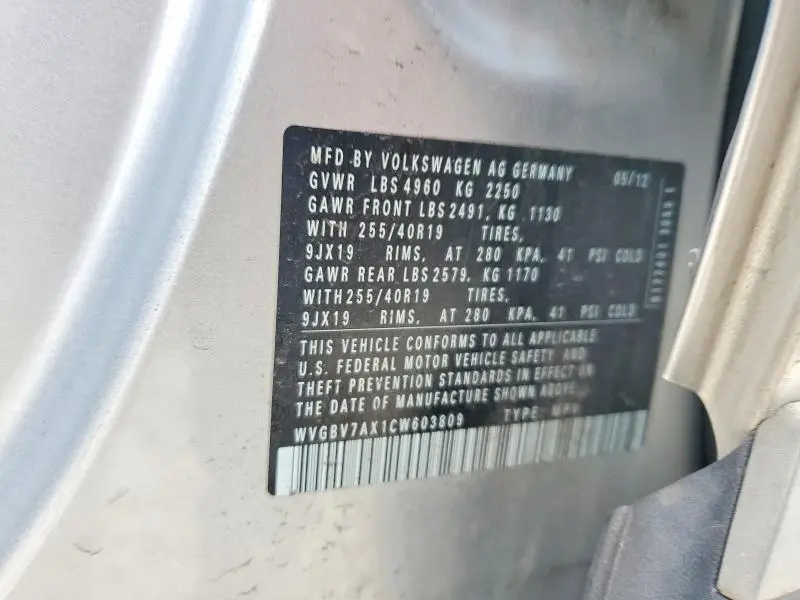 MFD BY VOLKSWAGEN AG GERMANY 05/12
GVWR LBS 4960 KG 2250
GAWR FRONT LBS 2491, KG 1130
WITH 255/40R19 TIRES,
9JX19 RIMS, AT 280 KPA, 41 PSI COLD
GAWR REAR LBS 2579, KG 1170
WITH 255/40R19 TIRES,
9JX19 RIMS, AT 280 KPA, 41 PSI COLD
THIS VEHICLE CONFORMS TO ALL APPLICABLE
U.S. FEDERAL MOTOR VEHICLE SAFETY AND
THEFT PREVENTION STANDARDS IN EFFECT ON
THE DATE OF MANUFACTURE SHOWN ABOVE.
WVGBV7AX1CW603809 TYPE: MPV